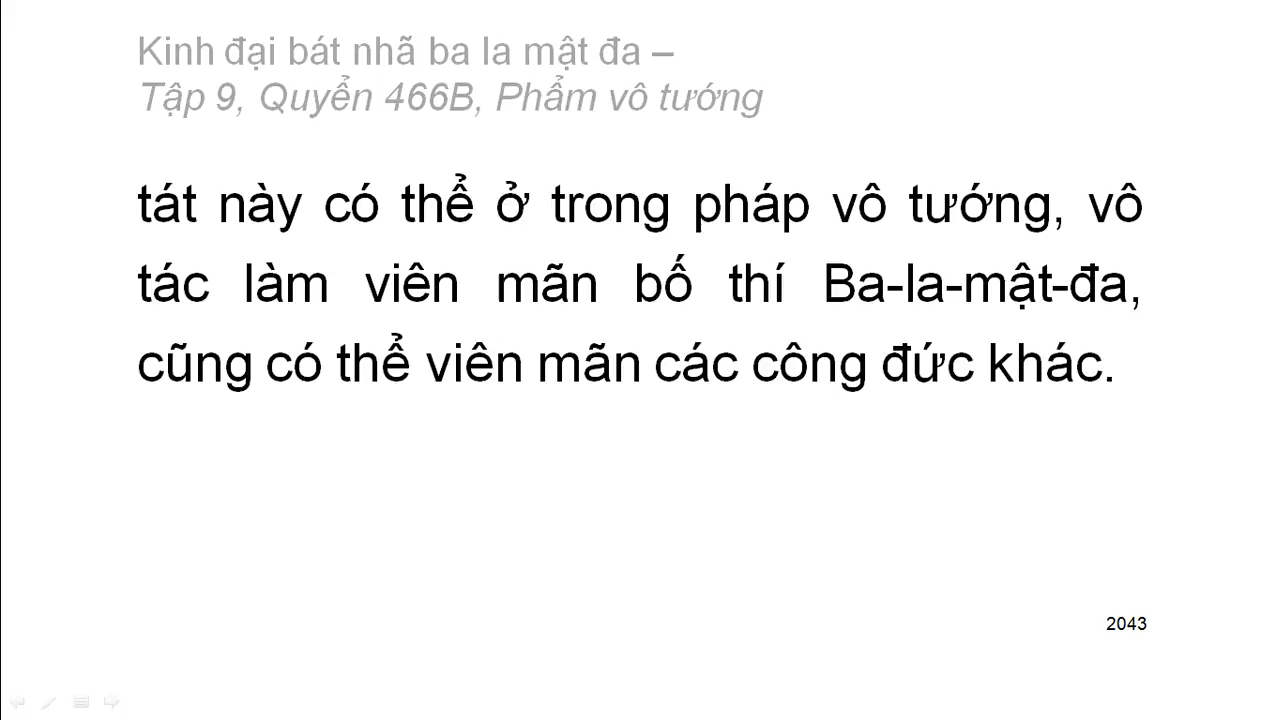 Kinh đại bát nhã ba la mật đa –
Tập 9, Quyển 466B, Phẩm vô tướng
tát này có thể ở trong pháp vô tướng, vô
tác làm viên mãn bố thí Ba-la-mật-đa,
cũng có thể viên mãn các công đức khác.
2043